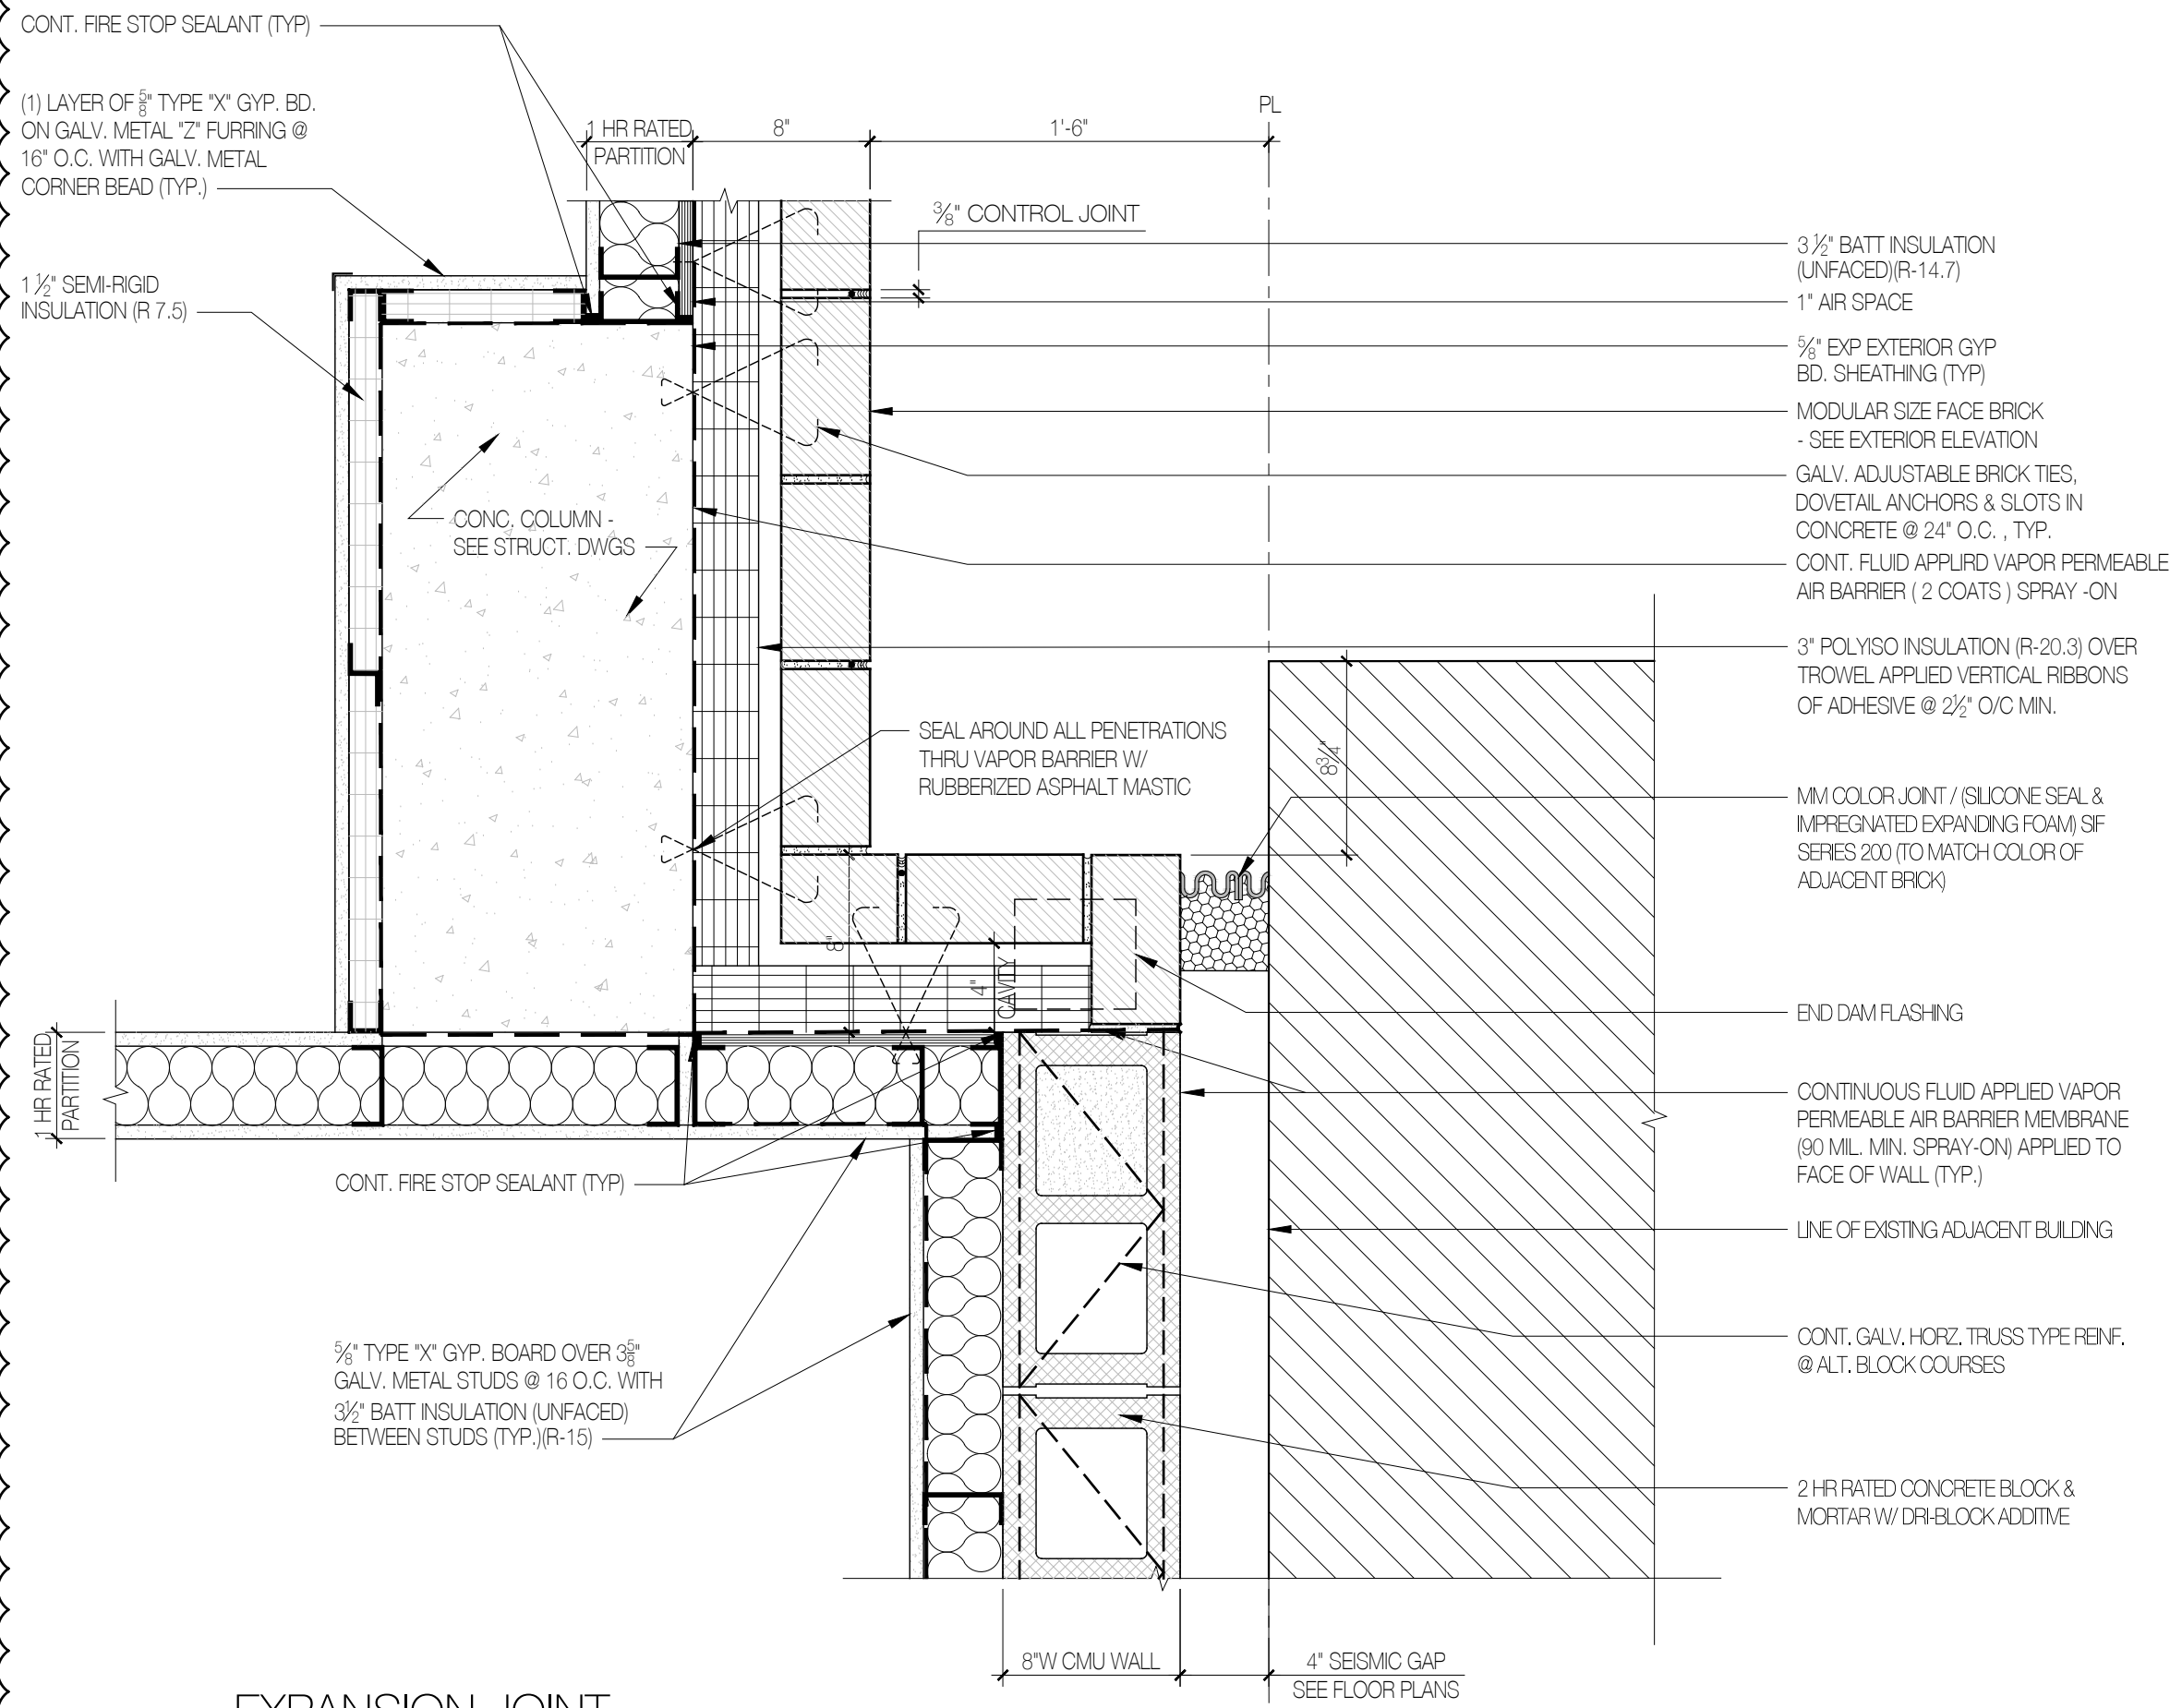 CONT. FIRE STOP SEALANT (TYP)
(1) LAYER OF 5/8" TYPE "X" GYP. BD.
ON GALV. METAL "Z" FURRING @
16" O.C. WITH GALV. METAL
CORNER BEAD (TYP.)
1 1/2" SEMI-RIGID
INSULATION (R 7.5)
1 HR RATED
PARTITION
8"
1'-6"
PL
3/8" CONTROL JOINT
3 1/2" BATT INSULATION
(UNFACED)(R-14.7)
1" AIR SPACE
5/8" EXP EXTERIOR GYP
BD. SHEATHING (TYP)
MODULAR SIZE FACE BRICK
- SEE EXTERIOR ELEVATION
GALV. ADJUSTABLE BRICK TIES,
DOVETAIL ANCHORS & SLOTS IN
CONCRETE @ 24" O.C. , TYP.
CONT. FLUID APPLIRD VAPOR PERMEABLE
AIR BARRIER ( 2 COATS ) SPRAY -ON
3" POLYISO INSULATION (R-20.3) OVER
TROWEL APPLIED VERTICAL RIBBONS
OF ADHESIVE @ 2 1/2" O/C MIN.
CONC. COLUMN -
SEE STRUCT. DWGS
SEAL AROUND ALL PENETRATIONS
THRU VAPOR BARRIER W/
RUBBERIZED ASPHALT MASTIC
8 3/4"
MM COLOR JOINT / (SILICONE SEAL &
IMPREGNATED EXPANDING FOAM) SIF
SERIES 200 (TO MATCH COLOR OF
ADJACENT BRICK)
8"
4"
CAVITY
END DAM FLASHING
1 HR RATED
PARTITION
CONTINUOUS FLUID APPLIED VAPOR
PERMEABLE AIR BARRIER MEMBRANE
(90 MIL. MIN. SPRAY-ON) APPLIED TO
FACE OF WALL (TYP.)
CONT. FIRE STOP SEALANT (TYP)
LINE OF EXISTING ADJACENT BUILDING
5/8" TYPE "X" GYP. BOARD OVER 3 5/8"
GALV. METAL STUDS @ 16 O.C. WITH
3 1/2" BATT INSULATION (UNFACED)
BETWEEN STUDS (TYP.)(R-15)
CONT. GALV. HORZ. TRUSS TYPE REINF.
@ ALT. BLOCK COURSES
2 HR RATED CONCRETE BLOCK &
MORTAR W/ DRI-BLOCK ADDITIVE
8"W CMU WALL
4" SEISMIC GAP
SEE FLOOR PLANS
EXPANSION JOINT